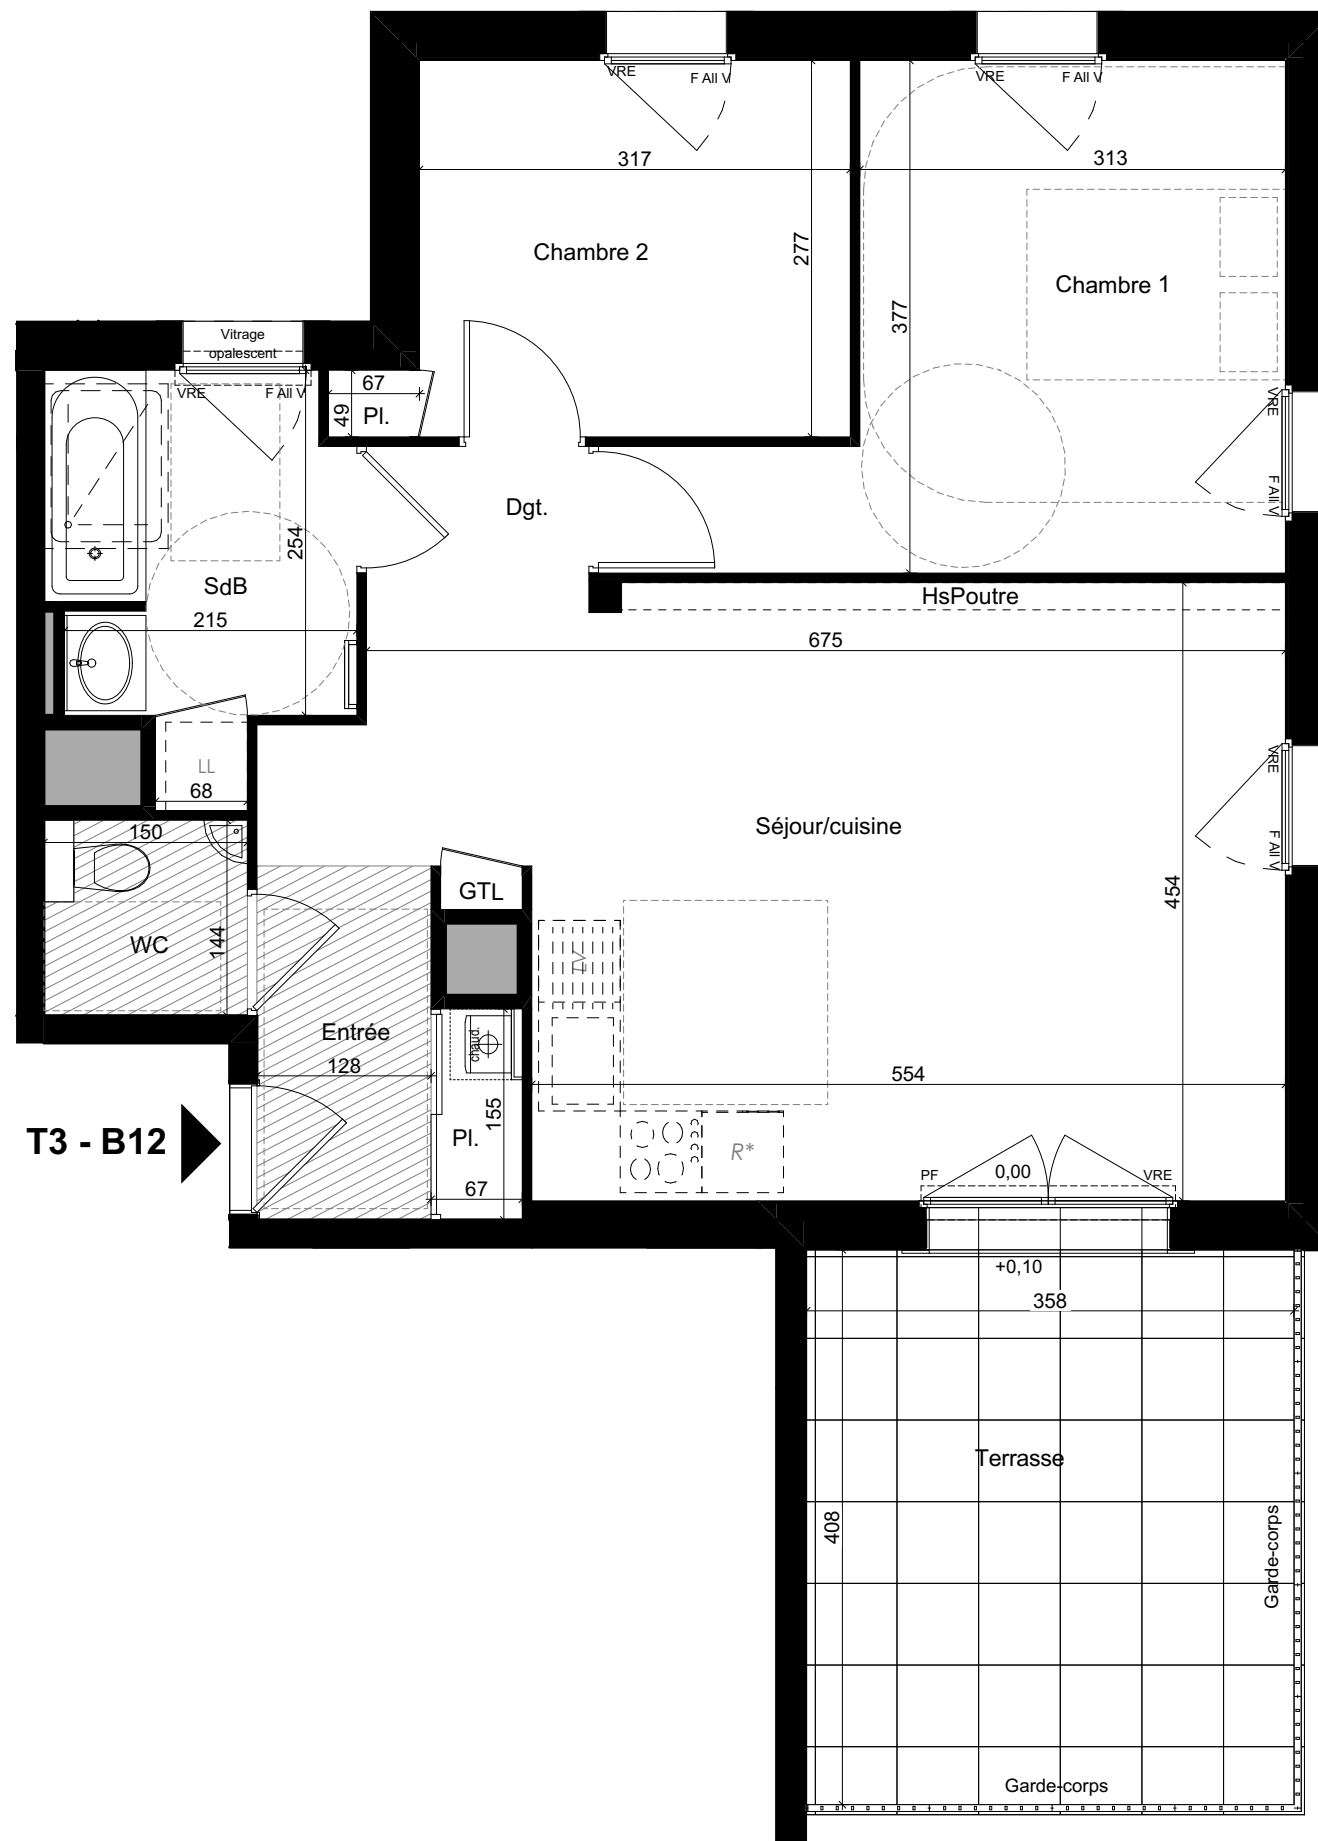 VRE
F All V
VRE
F All V
317
313
277
377
Chambre 2
Chambre 1
Vitrage
opalescent
VRE
F All V
67
49
Pl.
VRE
F All V
Dgt.
254
SdB
215
HsPoutre
675
LL
68
VRE
F All V
150
Séjour/cuisine
454
GTL
WC
144
LV
Entrée
chaud.
128
554
155
T3 - B12
Pl.
R*
67
PF
0,00
VRE
+0,10
358
Terrasse
408
Garde-corps
Garde-corps